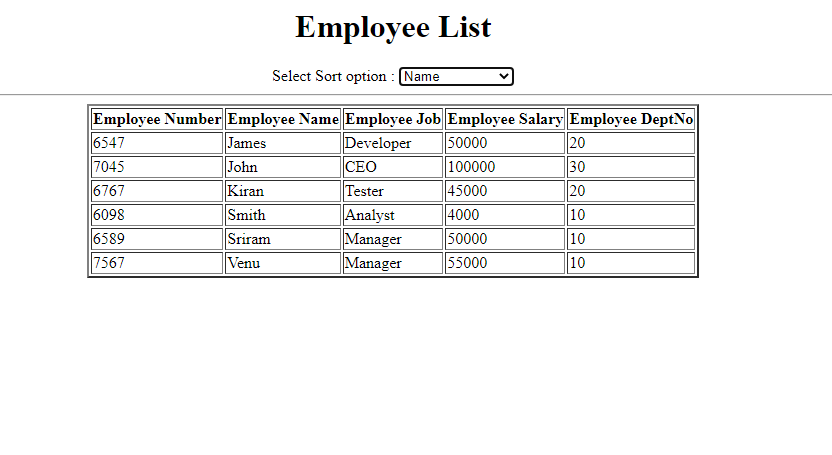 Employee List
Select Sort option : Name
Employee Number Employee Name Employee Job Employee Salary Employee DeptNo
6547 James Developer 50000 20
7045 John CEO 100000 30
6767 Kiran Tester 45000 20
6098 Smith Analyst 4000 10
6589 Sriram Manager 50000 10
7567 Venu Manager 55000 10